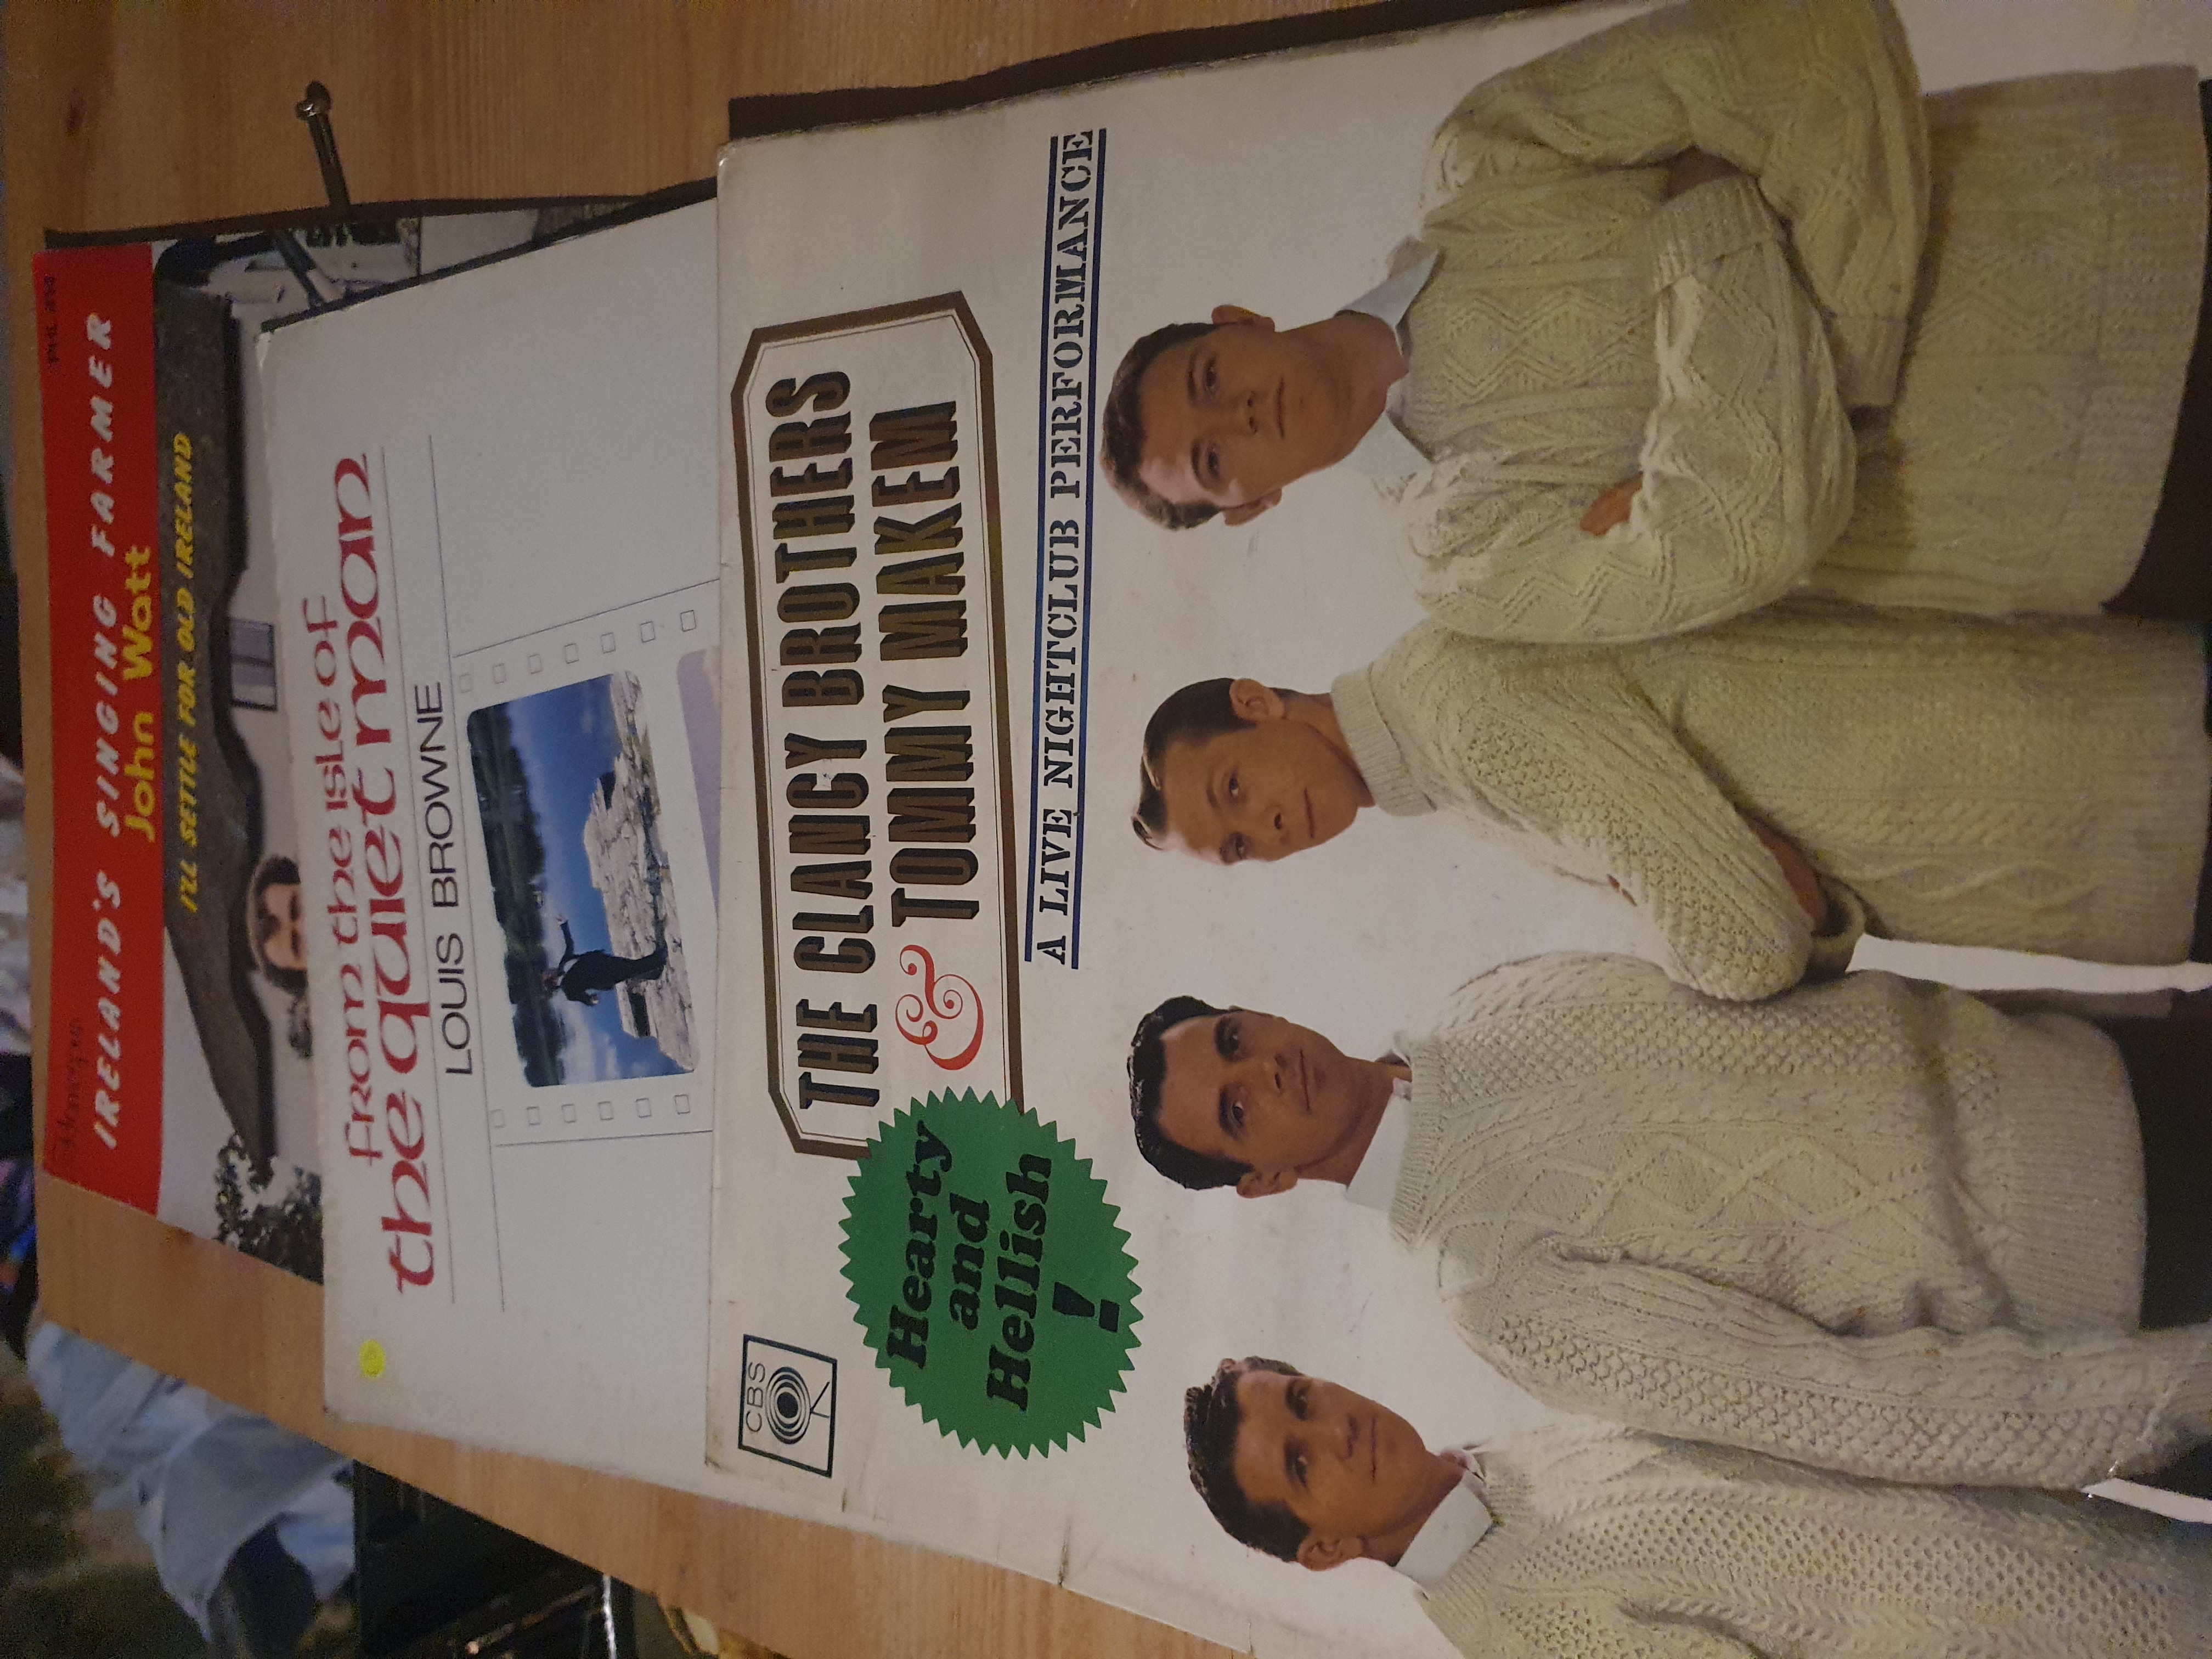 IRELAND'S SINGING FARMER
John Watt
I'LL SETTLE FOR OLD IRELAND
from the isle of
the quiet man
LOUIS BROWNE
CBS
THE CLANCY BROTHERS
& TOMMY MAKEM
Hearty
and
Hellish
!
A LIVE NIGHTCLUB PERFORMANCE